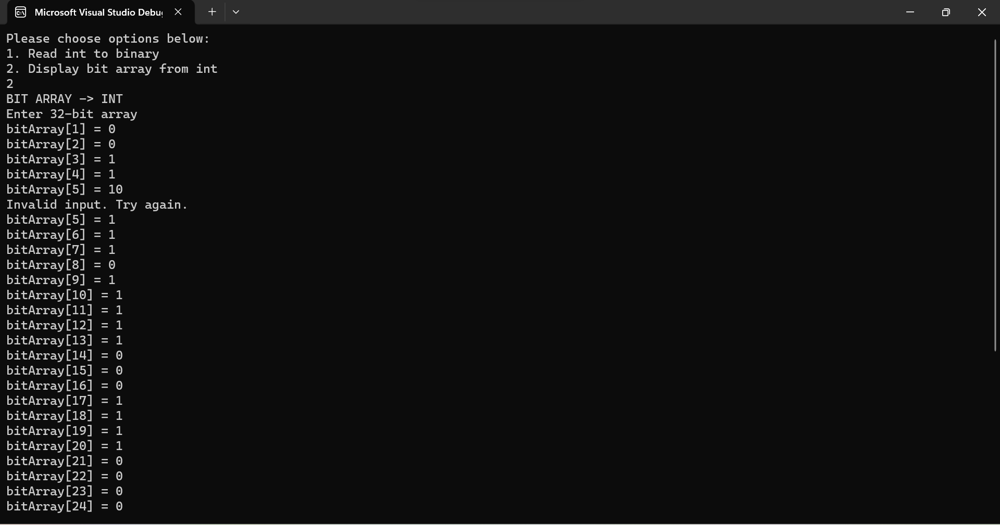 Microsoft Visual Studio Debu
Please choose options below:
1. Read int to binary
2. Display bit array from int
2
BIT ARRAY -> INT
Enter 32-bit array
bitArray[1] = 0
bitArray[2] = 0
bitArray[3] = 1
bitArray[4] = 1
bitArray[5] = 10
Invalid input. Try again.
bitArray[5] = 1
bitArray[6] = 1
bitArray[7] = 1
bitArray[8] = 0
bitArray[9] = 1
bitArray[10] = 1
bitArray[11] = 1
bitArray[12] = 1
bitArray[13] = 1
bitArray[14] = 0
bitArray[15] = 0
bitArray[16] = 0
bitArray[17] = 1
bitArray[18] = 1
bitArray[19] = 1
bitArray[20] = 1
bitArray[21] = 0
bitArray[22] = 0
bitArray[23] = 0
bitArray[24] = 0